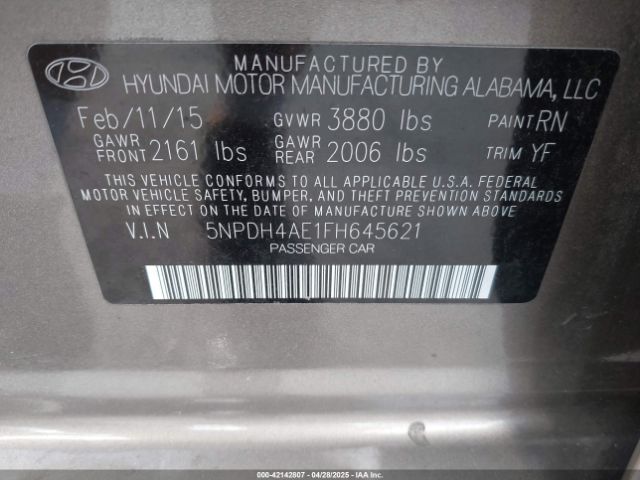 MANUFACTURED BY
HYUNDAI MOTOR MANUFACTURING ALABAMA, LLC
Feb/11/15 GVWR 3880 lbs PAINT RN
GAWR FRONT 2161 lbs GAWR REAR 2006 lbs TRIM YF
THIS VEHICLE CONFORMS TO ALL APPLICABLE U.S.A. FEDERAL
MOTOR VEHICLE SAFETY, BUMPER, AND THEFT PREVENTION STANDARDS
IN EFFECT ON THE DATE OF MANUFACTURE SHOWN ABOVE.
V.I.N 5NPDH4AE1FH645621
PASSENGER CAR
000-42142807 - 04/28/2025 - IAAI.COM